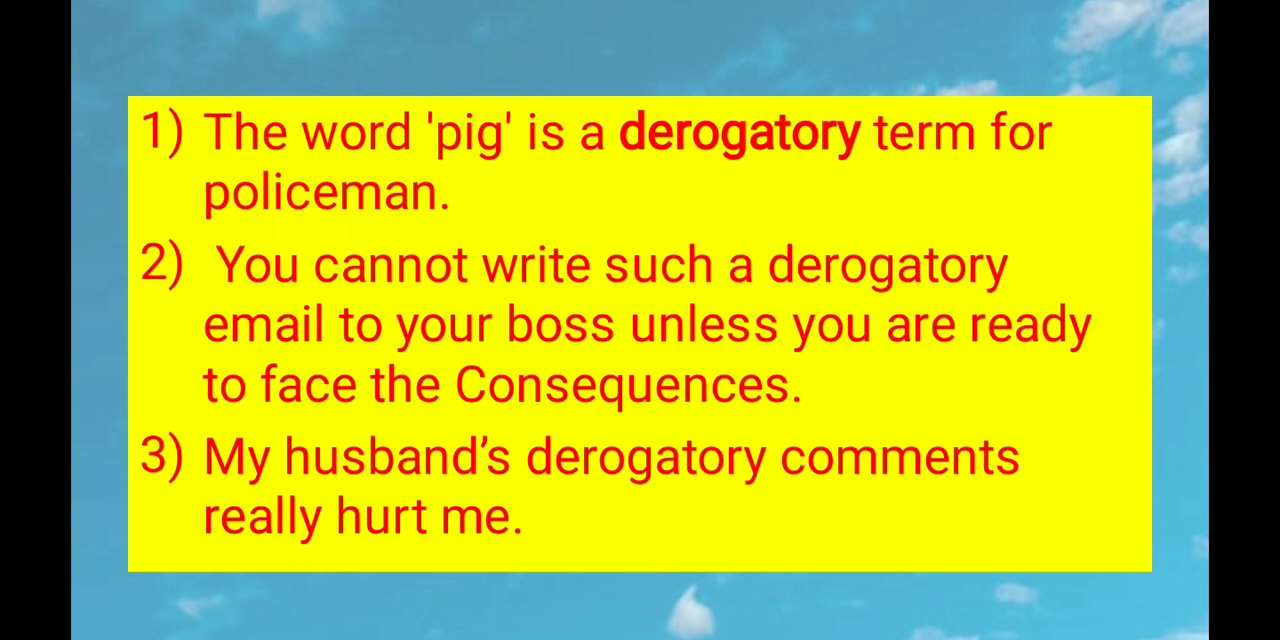 1) The word 'pig' is a derogatory term for
policeman.
2) You cannot write such a derogatory
email to your boss unless you are ready
to face the Consequences.
3) My husband’s derogatory comments
really hurt me.